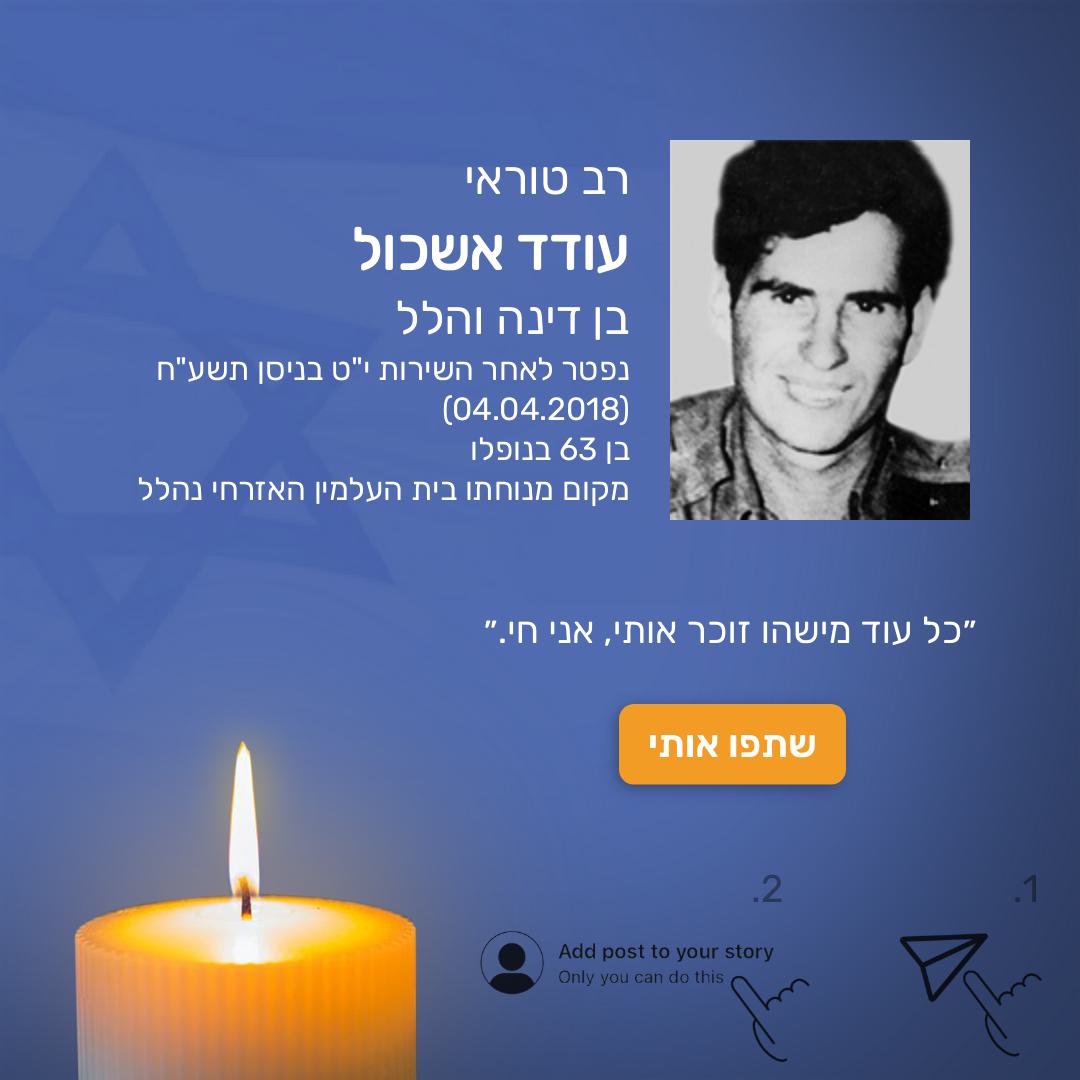 רב טוראי
עודד אשכול
בן דינה והלל
נפטר לאחר השירות י"ט בניסן תשע"ח
(04.04.2018)
בן 63 בנופלו
מקום מנוחתו בית העלמין האזרחי נהלל
״כל עוד מישהו זוכר אותי, אני חי.״
שתפו אותי
.1
.2
Add post to your story
Only you can do this